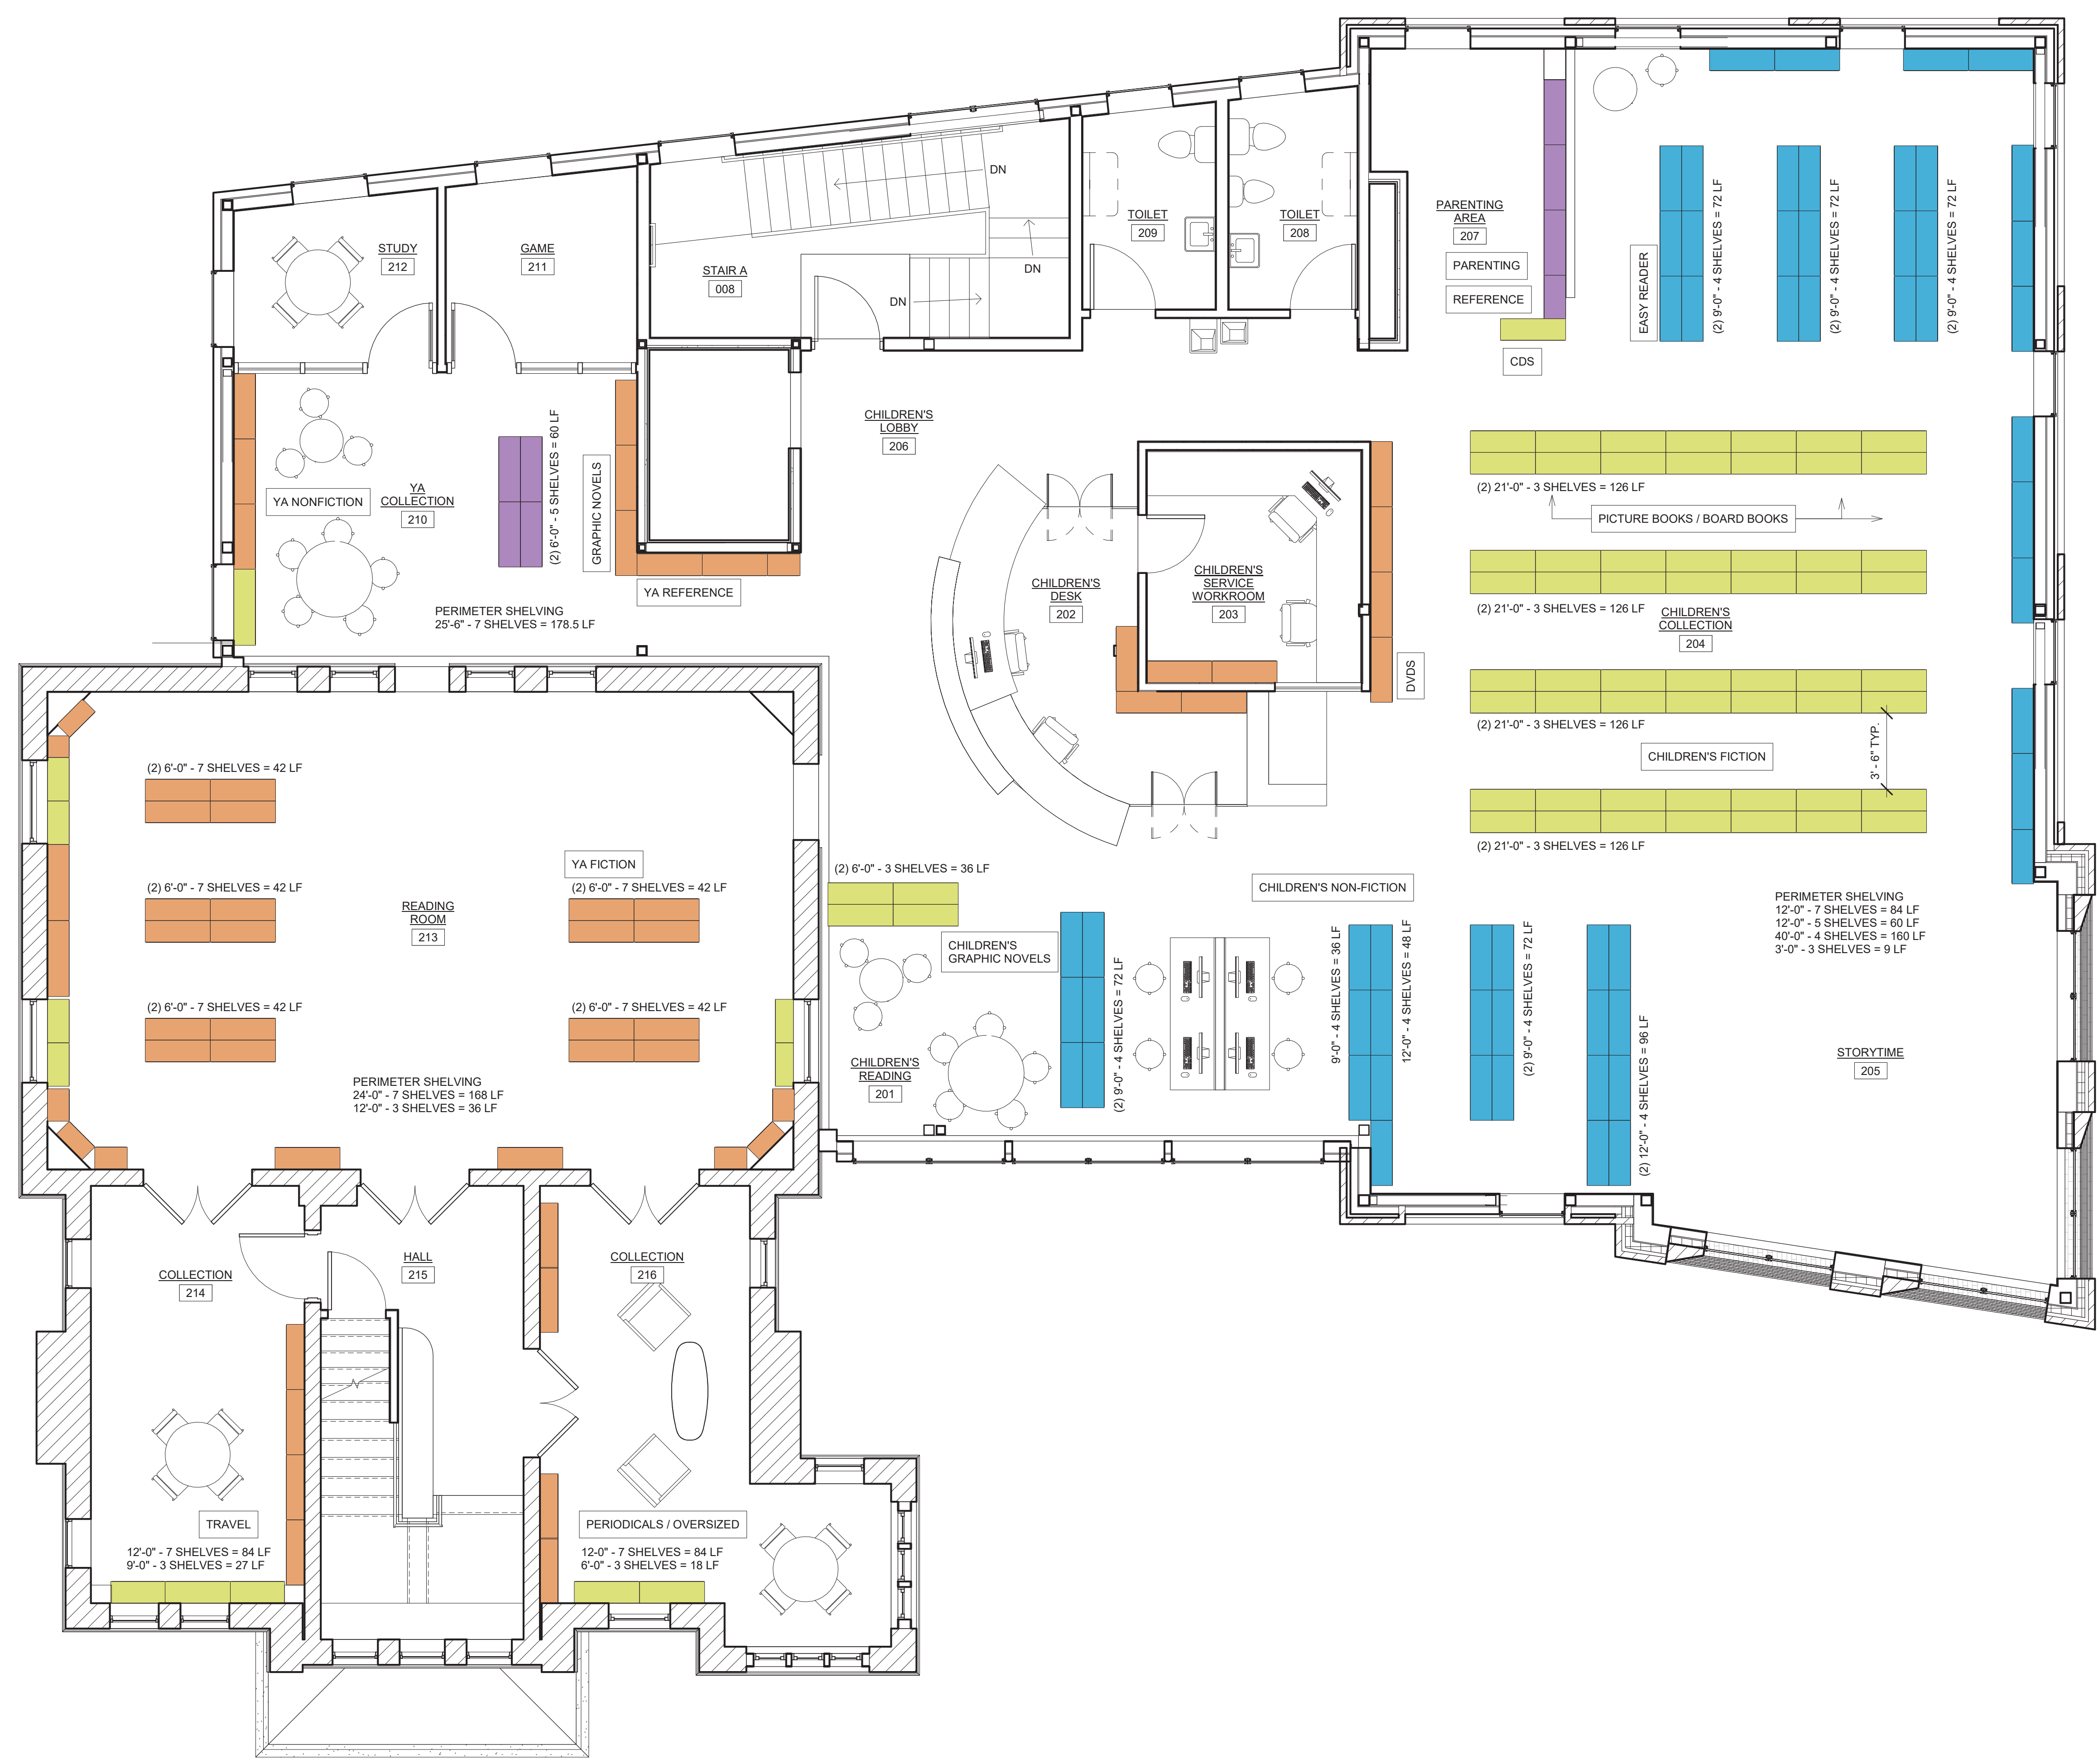 DN
DN
DN
STUDY
212
GAME
211
STAIR A
008
TOILET
209
TOILET
208
PARENTING
AREA
207
PARENTING
REFERENCE
CDS
EASY READER
(2) 9'-0" - 4 SHELVES = 72 LF
(2) 9'-0" - 4 SHELVES = 72 LF
(2) 9'-0" - 4 SHELVES = 72 LF
CHILDREN'S
LOBBY
206
YA NONFICTION
YA
COLLECTION
210
(2) 6'-0" - 5 SHELVES = 60 LF
GRAPHIC NOVELS
YA REFERENCE
PERIMETER SHELVING
25'-6" - 7 SHELVES = 178.5 LF
CHILDREN'S
DESK
202
CHILDREN'S
SERVICE
WORKROOM
203
DVDS
(2) 21'-0" - 3 SHELVES = 126 LF
PICTURE BOOKS / BOARD BOOKS
(2) 21'-0" - 3 SHELVES = 126 LF
CHILDREN'S
COLLECTION
204
(2) 21'-0" - 3 SHELVES = 126 LF
CHILDREN'S FICTION
3' - 6" TYP.
(2) 21'-0" - 3 SHELVES = 126 LF
(2) 6'-0" - 7 SHELVES = 42 LF
YA FICTION
(2) 6'-0" - 7 SHELVES = 42 LF
(2) 6'-0" - 7 SHELVES = 42 LF
READING
ROOM
213
(2) 6'-0" - 7 SHELVES = 42 LF
(2) 6'-0" - 7 SHELVES = 42 LF
PERIMETER SHELVING
24'-0" - 7 SHELVES = 168 LF
12'-0" - 3 SHELVES = 36 LF
(2) 6'-0" - 3 SHELVES = 36 LF
CHILDREN'S
GRAPHIC NOVELS
CHILDREN'S
READING
201
(2) 9'-0" - 4 SHELVES = 72 LF
CHILDREN'S NON-FICTION
9'-0" - 4 SHELVES = 36 LF
12'-0" - 4 SHELVES = 48 LF
(2) 9'-0" - 4 SHELVES = 72 LF
(2) 12'-0" - 4 SHELVES = 96 LF
PERIMETER SHELVING
12'-0" - 7 SHELVES = 84 LF
12'-0" - 5 SHELVES = 60 LF
40'-0" - 4 SHELVES = 160 LF
3'-0" - 3 SHELVES = 9 LF
STORYTIME
205
COLLECTION
214
HALL
215
COLLECTION
216
TRAVEL
12'-0" - 7 SHELVES = 84 LF
9'-0" - 3 SHELVES = 27 LF
PERIODICALS / OVERSIZED
12-0" - 7 SHELVES = 84 LF
6'-0" - 3 SHELVES = 18 LF